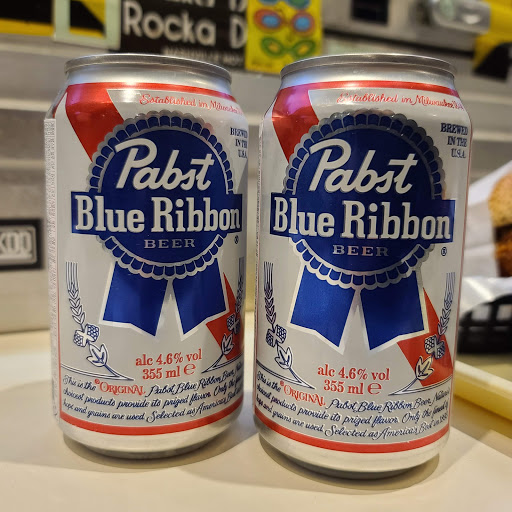 Rocka D
Established in Milwaukee
BREWED
IN THE
U.S.A.
Pabst
Blue Ribbon
BEER
®
alc 4.6% vol
355 ml ℮
This is the ORIGINAL Pabst Blue Ribbon Beer. Nature's
choicest products provide its prized flavor. Only the
hops and grains are used. Selected as America's Best in
Established in Milwaukee
BREWED
IN THE
U.S.A.
Pabst
Blue Ribbon
BEER
®
alc 4.6% vol
355 ml ℮
This is the ORIGINAL Pabst Blue Ribbon Beer. Nature's
choicest products provide its prized flavor. Only the finest of
hops and grains are used. Selected as America's Best in 1893